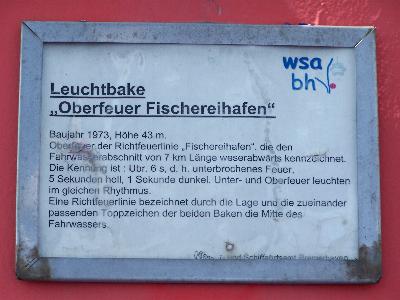 wsa
bhv
Leuchtbake
„Oberfeuer Fischereihafen“
Baujahr 1973, Höhe 43 m.
Oberfeuer der Richtfeuerlinie „Fischereihafen“, die den
Fahrwasserabschnitt von 7 km Länge weserabwärts kennzeichnet.
Die Kennung ist : Ubr. 6 s, d. h. unterbrochenes Feuer.
5 Sekunden hell, 1 Sekunde dunkel. Unter- und Oberfeuer leuchten
im gleichen Rhythmus.
Eine Richtfeuerlinie bezeichnet durch die Lage und die zueinander
passenden Toppzeichen der beiden Baken die Mitte des
Fahrwassers.
und Schiffahrtsamt Bremerhaven